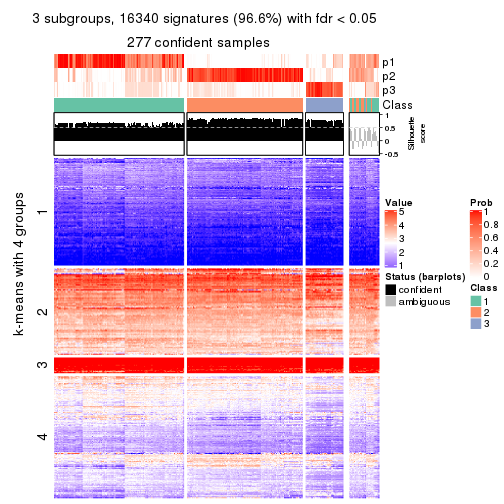 3 subgroups, 16340 signatures (96.6%) with fdr < 0.05
277 confident samples
p1
p2
p3
Class
1
0.5
0
-0.5
Silhouette
score
k-means with 4 groups
1
2
3
4
Value
5
4
3
2
1
Status (barplots)
confident
ambiguous
Prob
1
0.8
0.6
0.4
0.2
0
Class
1
2
3